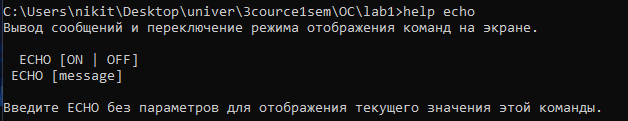 C:\Users\nikit\Desktop\univer\3cource1sem\OC\lab1>help echo
Вывод сообщений и переключение режима отображения команд на экране.
ECHO [ON | OFF]
ECHO [message]
Введите ECHO без параметров для отображения текущего значения этой команды.